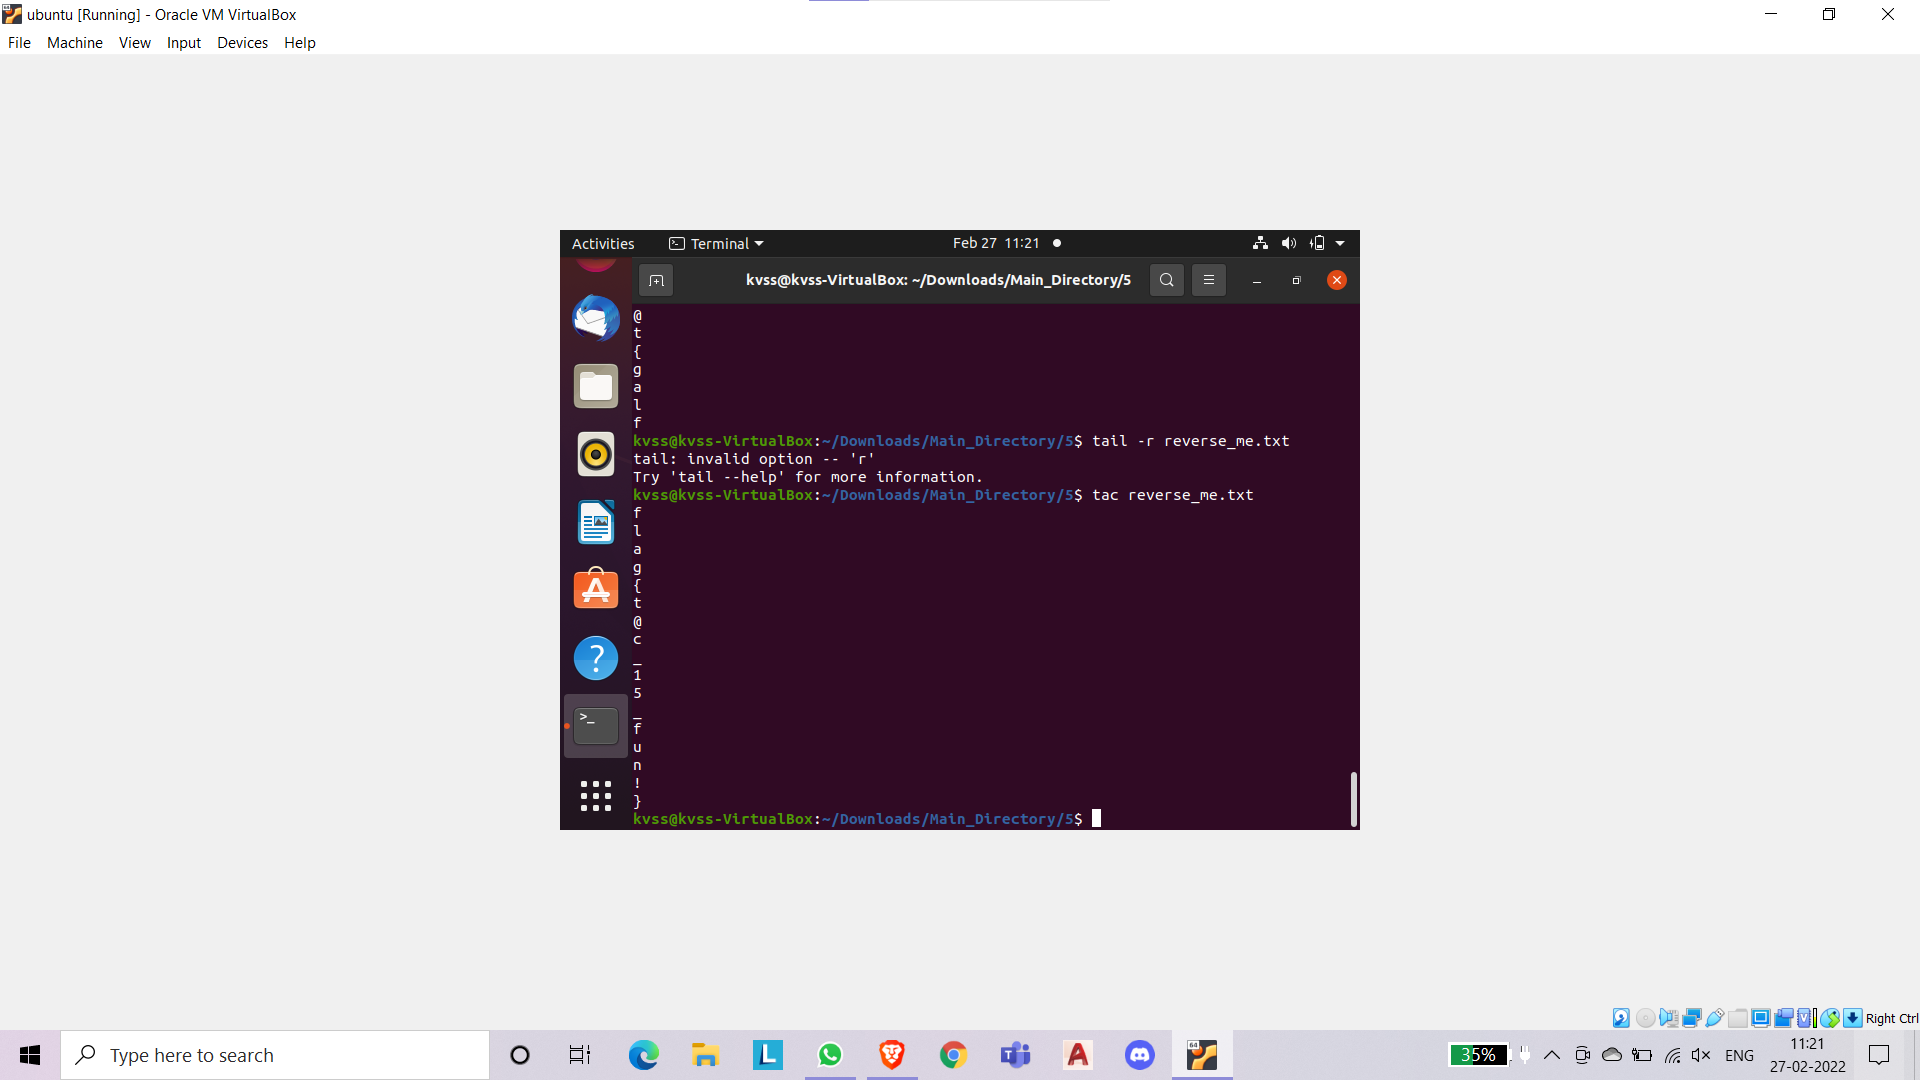 ubuntu [Running] - Oracle VM VirtualBox
File Machine View Input Devices Help
Activities Terminal Feb 27 11:21
kvss@kvss-VirtualBox: ~/Downloads/Main_Directory/5
@
t
{
g
a
l
f
kvss@kvss-VirtualBox:~/Downloads/Main_Directory/5$ tail -r reverse_me.txt
tail: invalid option -- 'r'
Try 'tail --help' for more information.
kvss@kvss-VirtualBox:~/Downloads/Main_Directory/5$ tac reverse_me.txt
f
l
a
g
{
t
@
c
_
1
5
_
f
u
n
!
}
kvss@kvss-VirtualBox:~/Downloads/Main_Directory/5$
Right Ctrl
Type here to search
35%
ENG
11:21
27-02-2022